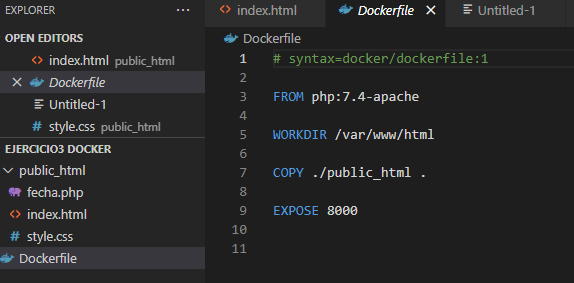 EXPLORER
OPEN EDITORS
index.html public_html
Dockerfile
Untitled-1
style.css public_html
EJERCICIO3 DOCKER
public_html
fecha.php
index.html
style.css
Dockerfile
index.html Dockerfile Untitled-1
Dockerfile
1 # syntax=docker/dockerfile:1
2
3 FROM php:7.4-apache
4
5 WORKDIR /var/www/html
6
7 COPY ./public_html .
8
9 EXPOSE 8000
10
11